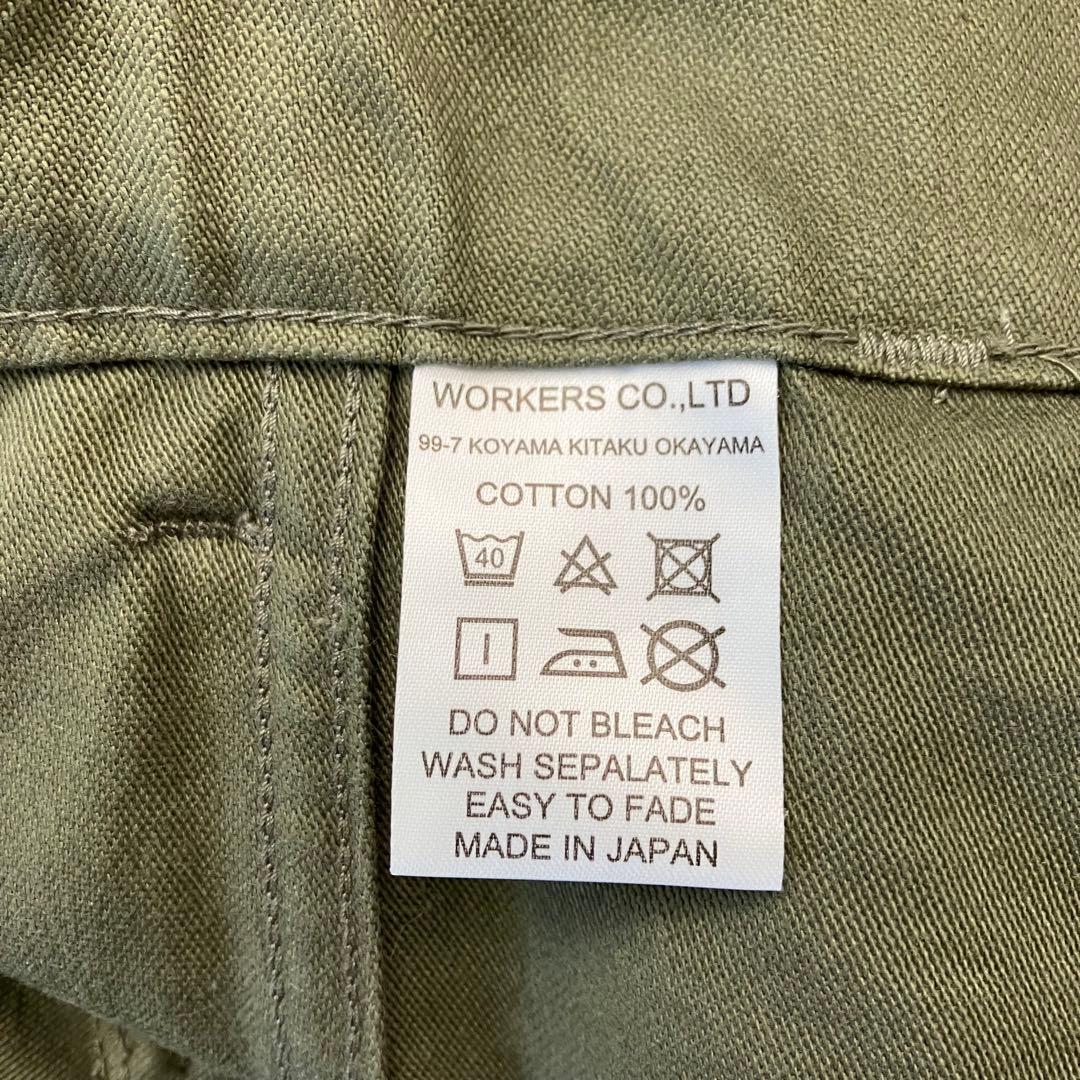 WORKERS CO.,LTD
99-7 KOYAMA KITAKU OKAYAMA
COTTON 100%
40
DO NOT BLEACH
WASH SEPALATELY
EASY TO FADE
MADE IN JAPAN